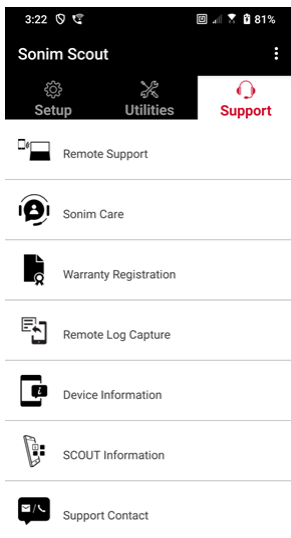 3:22 81%
Sonim Scout
Setup Utilities Support
Remote Support
Sonim Care
Warranty Registration
Remote Log Capture
Device Information
SCOUT Information
Support Contact